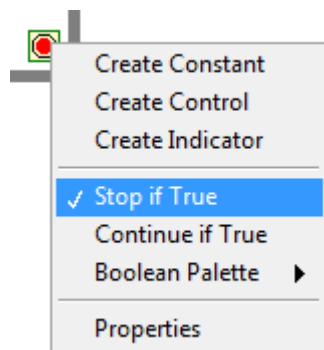 Create Constant
Create Control
Create Indicator
Stop if True
Continue if True
Boolean Palette
Properties